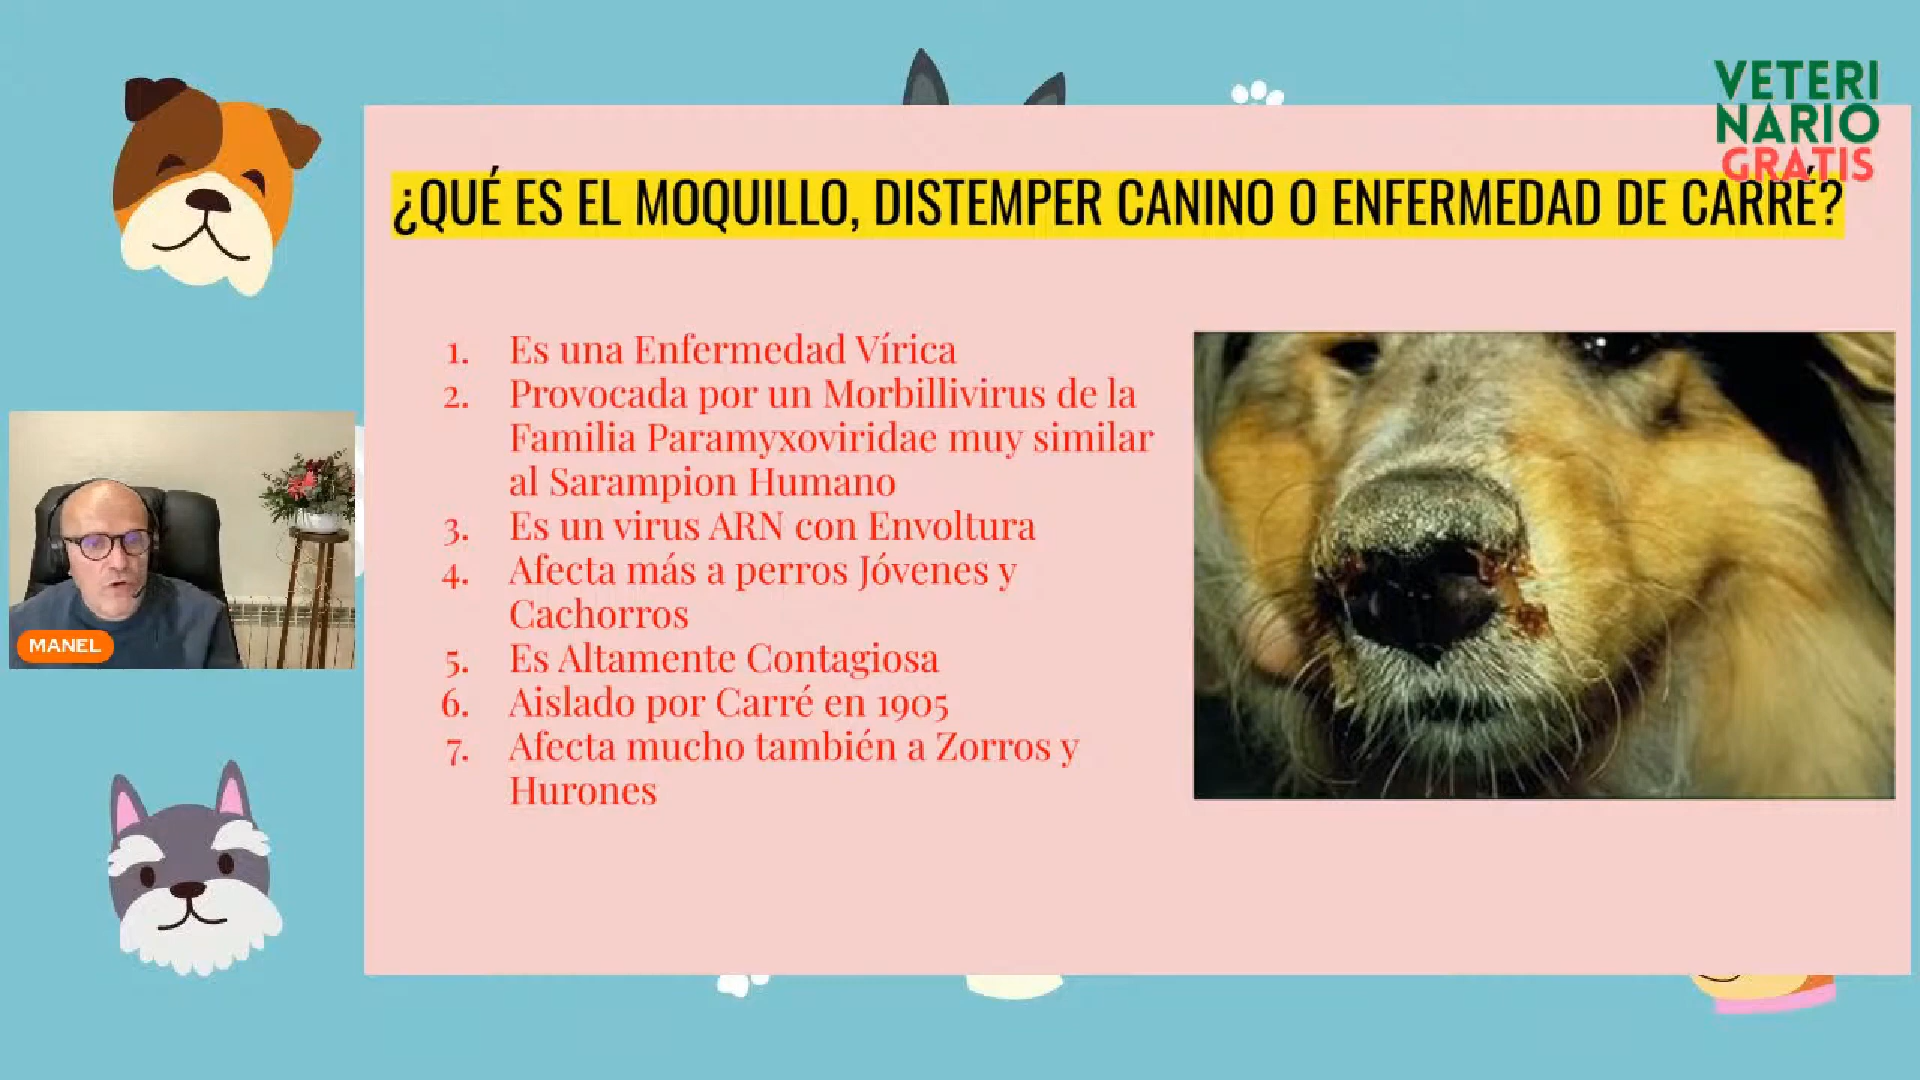 VETERI
NARIO
GRATIS
¿QUÉ ES EL MOQUILLO, DISTEMPER CANINO O ENFERMEDAD DE CARRÉ?
1. Es una Enfermedad Vírica
2. Provocada por un Morbillivirus de la
Familia Paramyxoviridae muy similar
al Sarampion Humano
3. Es un virus ARN con Envoltura
4. Afecta más a perros Jóvenes y
Cachorros
5. Es Altamente Contagiosa
6. Aislado por Carré en 1905
7. Afecta mucho también a Zorros y
Hurones
MANEL